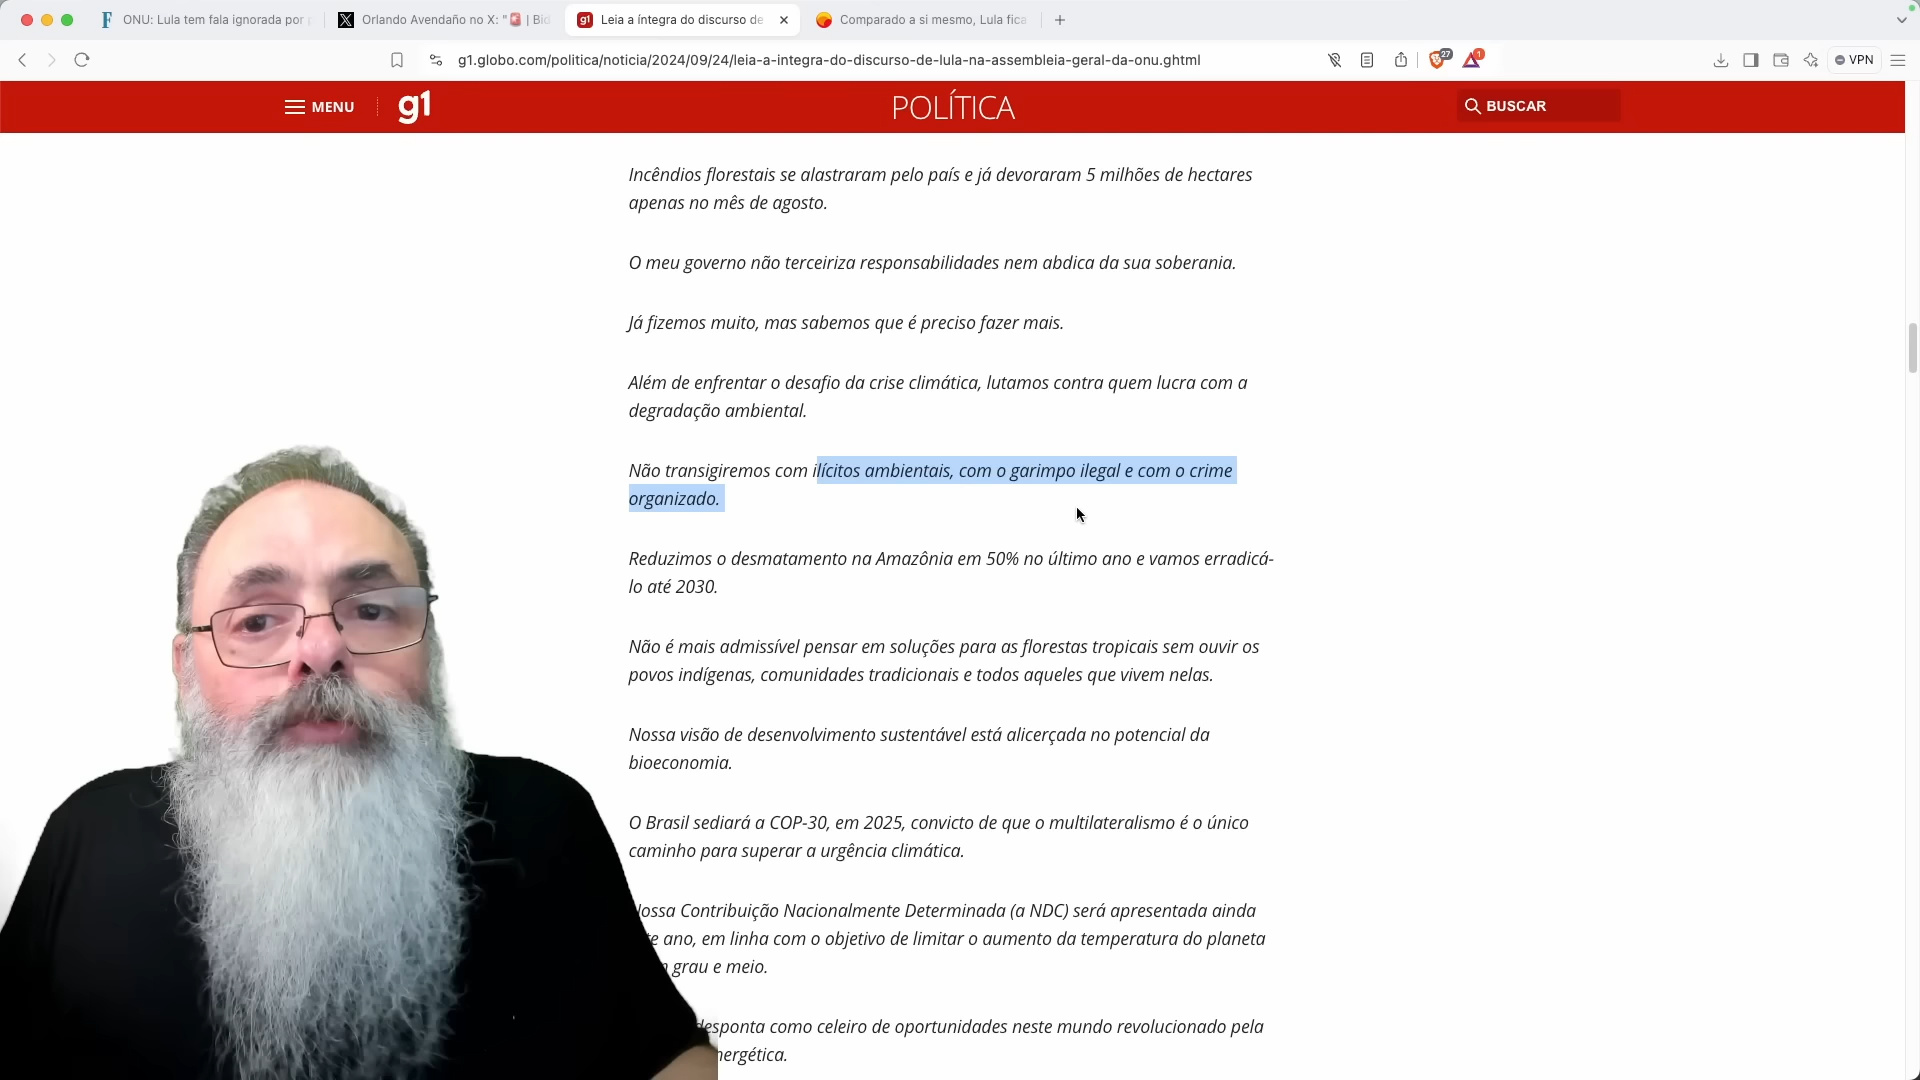 ONU: Lula tem fala ignorada por
Orlando Avendaño no X: "🚨 | Bid
Leia a íntegra do discurso de
Comparado a si mesmo, Lula fica
g1.globo.com/politica/noticia/2024/09/24/leia-a-integra-do-discurso-de-lula-na-assembleia-geral-da-onu.ghtml
27
1
VPN
MENU
g1
POLÍTICA
BUSCAR
Incêndios florestais se alastraram pelo país e já devoraram 5 milhões de hectares
apenas no mês de agosto.
O meu governo não terceiriza responsabilidades nem abdica da sua soberania.
Já fizemos muito, mas sabemos que é preciso fazer mais.
Além de enfrentar o desafio da crise climática, lutamos contra quem lucra com a
degradação ambiental.
Não transigiremos com ilícitos ambientais, com o garimpo ilegal e com o crime
organizado.
Reduzimos o desmatamento na Amazônia em 50% no último ano e vamos erradicá-
lo até 2030.
Não é mais admissível pensar em soluções para as florestas tropicais sem ouvir os
povos indígenas, comunidades tradicionais e todos aqueles que vivem nelas.
Nossa visão de desenvolvimento sustentável está alicerçada no potencial da
bioeconomia.
O Brasil sediará a COP-30, em 2025, convicto de que o multilateralismo é o único
caminho para superar a urgência climática.
Nossa Contribuição Nacionalmente Determinada (a NDC) será apresentada ainda
ano, em linha com o objetivo de limitar o aumento da temperatura do planeta
grau e meio.
desponta como celeiro de oportunidades neste mundo revolucionado pela